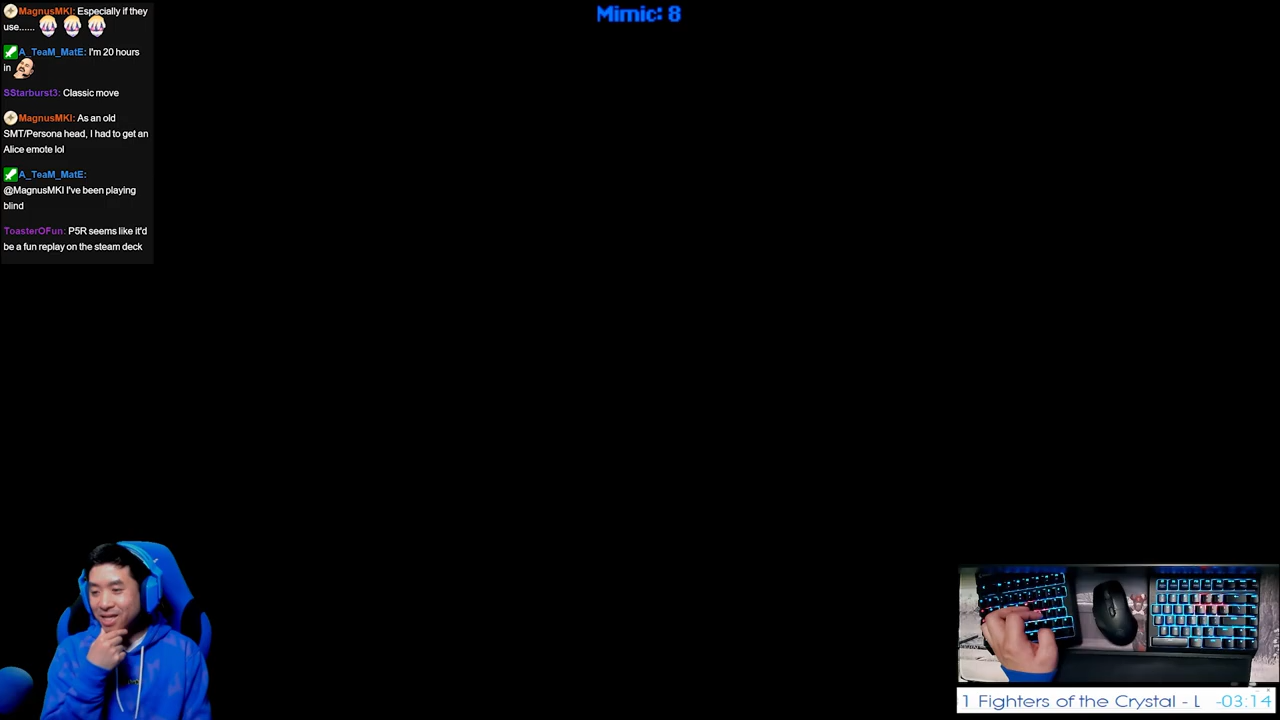 Mimic: 8
MagnusMKI: Especially if they
use......
A_TeaM_MatE: I'm 20 hours
in
SStarburst3: Classic move
MagnusMKI: As an old
SMT/Persona head, I had to get an
Alice emote lol
A_TeaM_MatE:
@MagnusMKI I've been playing
blind
ToasterOFun: P5R seems like it'd
be a fun replay on the steam deck
1 Fighters of the Crystal - L
-03:14